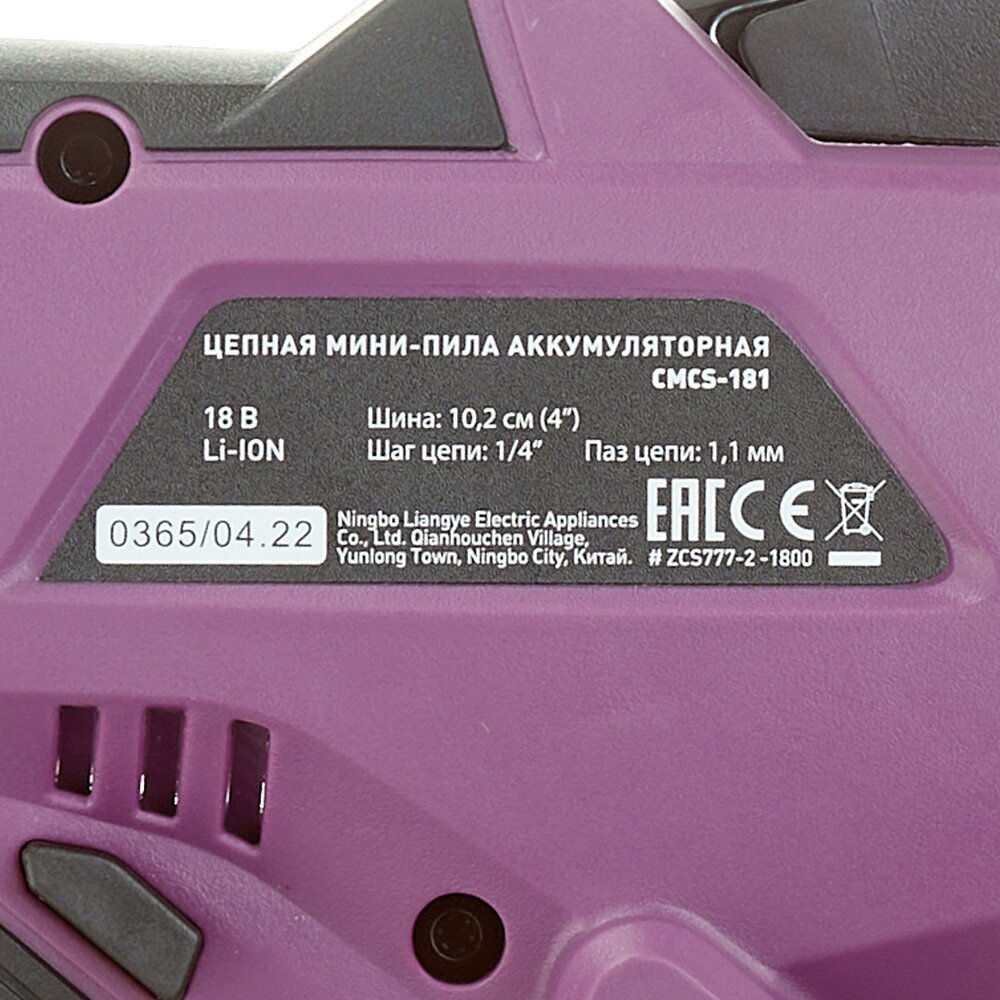 ЦЕПНАЯ МИНИ-ПИЛА АККУМУЛЯТОРНАЯ
CMCS-181
18 В
Li-ION
Шина: 10,2 см (4”)
Шаг цепи: 1/4” Паз цепи: 1,1 мм
0365/04.22
Ningbo Liangye Electric Appliances
Co., Ltd. Qianhouchen Village,
Yunlong Town, Ningbo City, Китай.
EAC CE
# ZCS777-2 -1800